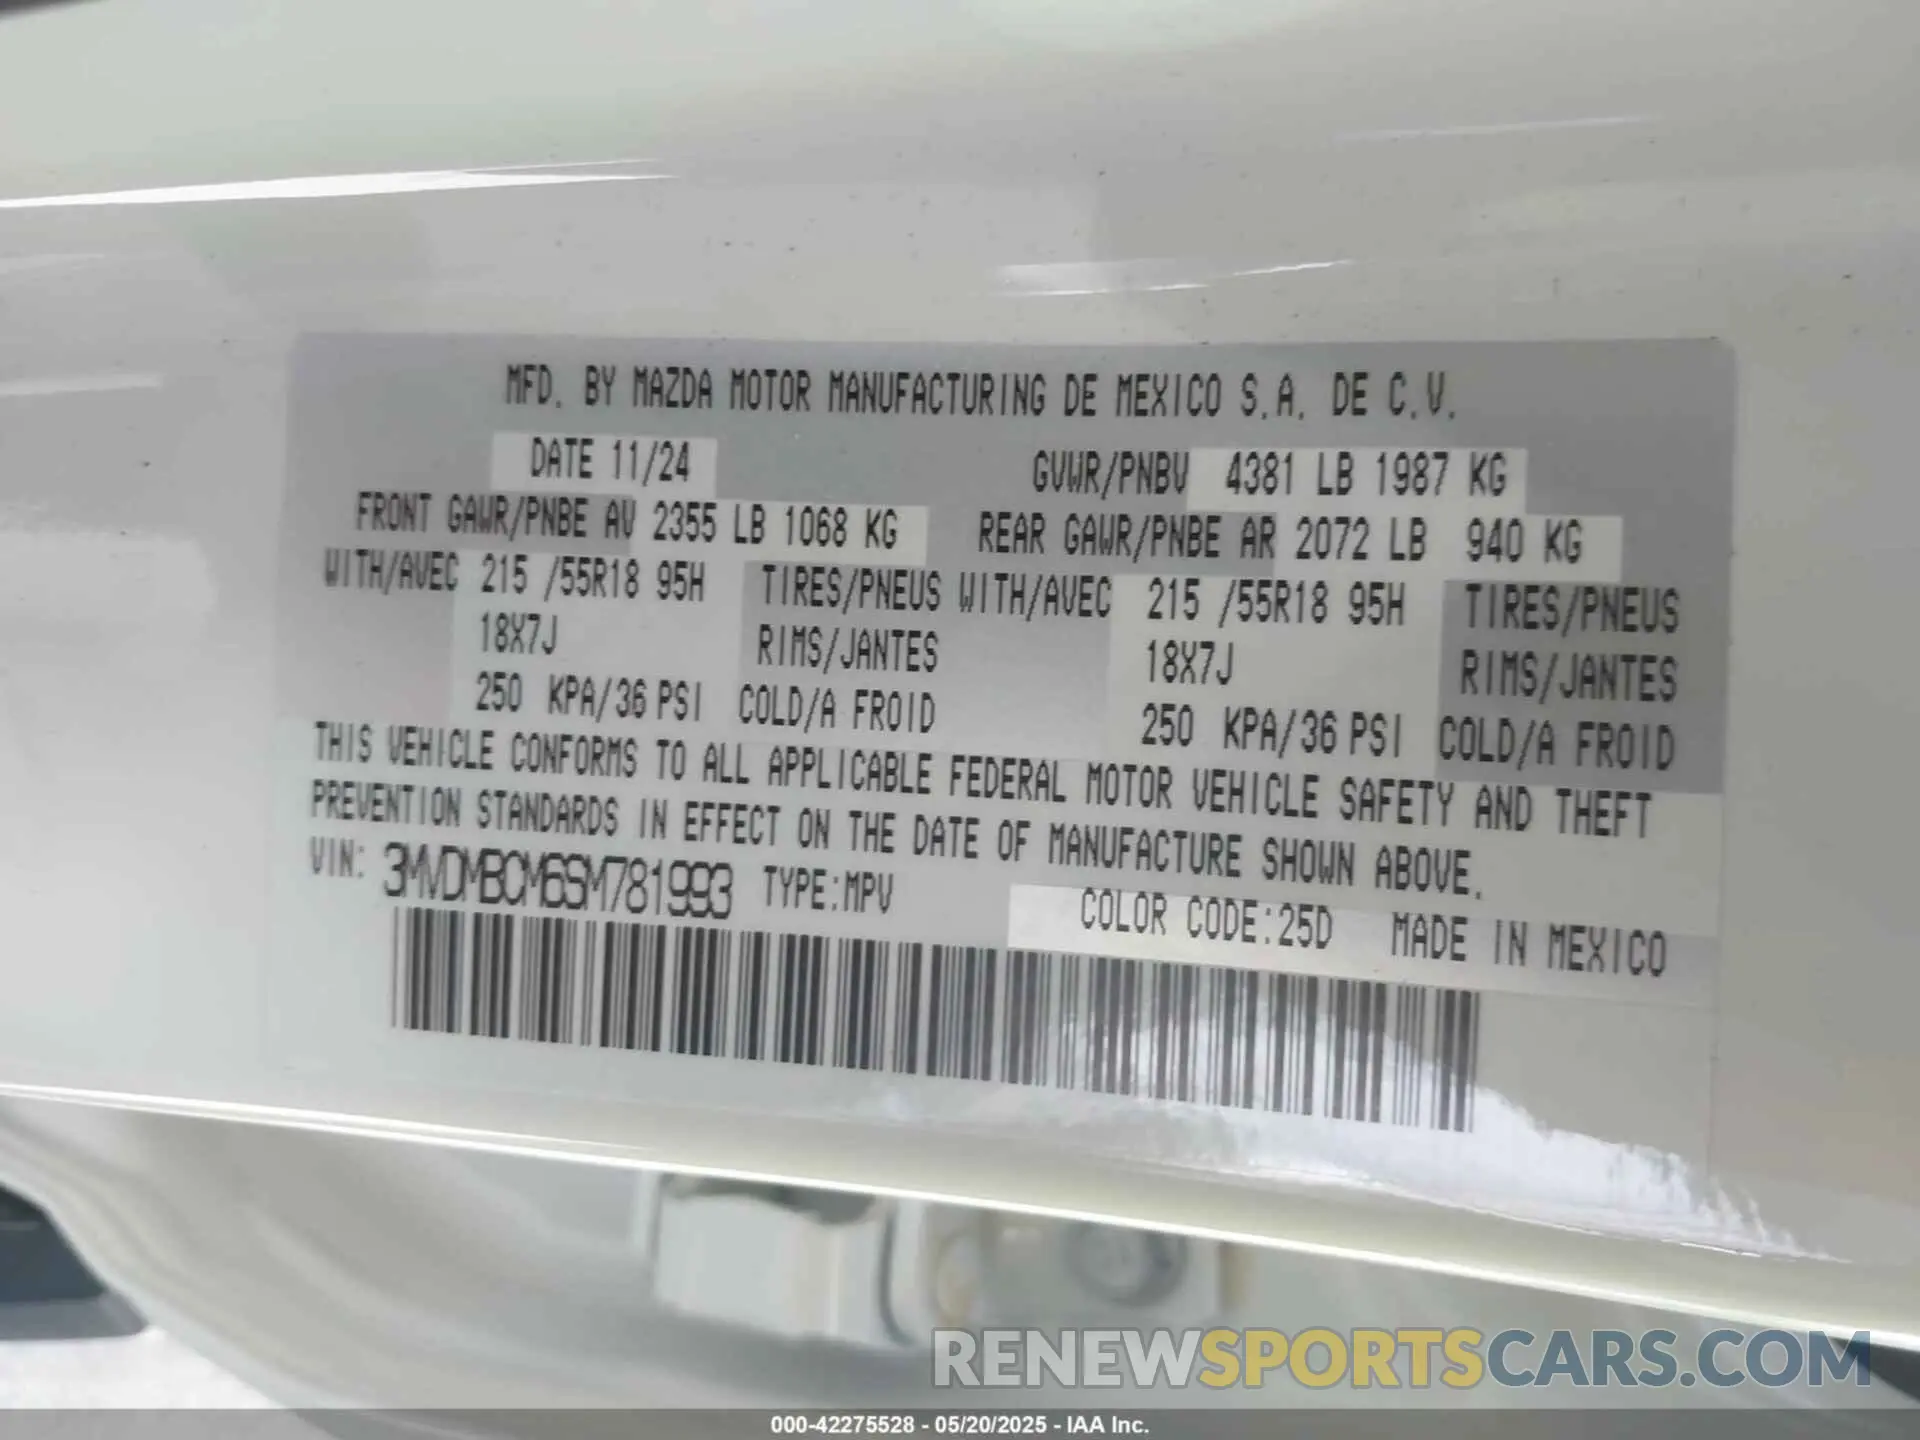 MFD. BY MAZDA MOTOR MANUFACTURING DE MEXICO S.A. DE C.V.
DATE 11/24 GVWR/PNBV 4381 LB 1987 KG
FRONT GAWR/PNBE AV 2355 LB 1068 KG REAR GAWR/PNBE AR 2072 LB 940 KG
WITH/AVEC 215 /55R18 95H TIRES/PNEUS WITH/AVEC 215 /55R18 95H TIRES/PNEUS
18X7J RIMS/JANTES 18X7J RIMS/JANTES
250 KPA/36 PSI COLD/A FROID 250 KPA/36 PSI COLD/A FROID
THIS VEHICLE CONFORMS TO ALL APPLICABLE FEDERAL MOTOR VEHICLE SAFETY AND THEFT
PREVENTION STANDARDS IN EFFECT ON THE DATE OF MANUFACTURE SHOWN ABOVE.
VIN: 3MVDMBCM6SM781993 TYPE:MPV
COLOR CODE:25D MADE IN MEXICO
RENEWSPORTSCARS.COM
000-42275528 - 05/20/2025 - IAA Inc.